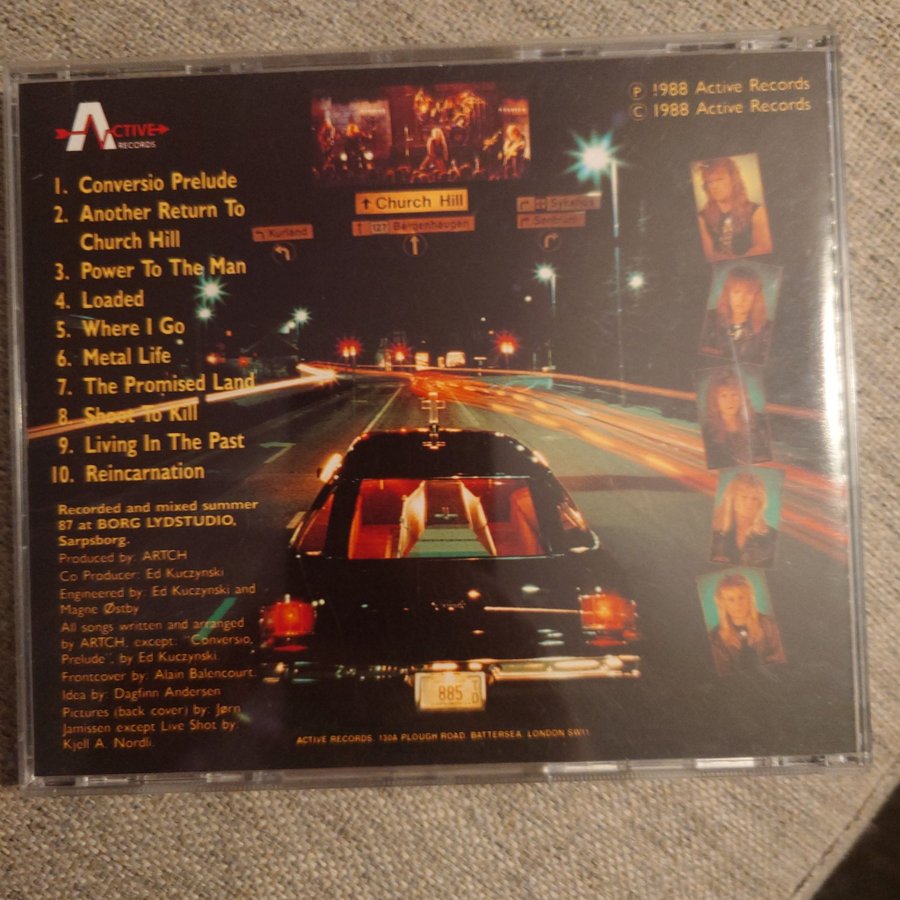 ACTIVE
RECORDS
℗ 1988 Active Records
© 1988 Active Records
1. Conversio Prelude
2. Another Return To
Church Hill
3. Power To The Man
4. Loaded
5. Where I Go
6. Metal Life
7. The Promised Land
8. Shoot To Kill
9. Living In The Past
10. Reincarnation
↑ Church Hill
Kurland
127 Bergenhaugen
Sykehus
Sentrum
Recorded and mixed summer
87 at BORG LYDSTUDIO,
Sarpsborg.
Produced by: ARTCH
Co Producer: Ed Kuczynski
Engineered by: Ed Kuczynski and
Magne Østby
All songs written and arranged
by ARTCH, except: "Conversio,
Prelude", by Ed Kuczynski.
Frontcover by: Alain Balencourt.
Idea by: Dagfinn Andersen
Pictures (back cover) by: Jørn
Jamissen except Live Shot by:
Kjell A. Nordli.
885
ACTIVE RECORDS, 130A PLOUGH ROAD, BATTERSEA, LONDON SW11